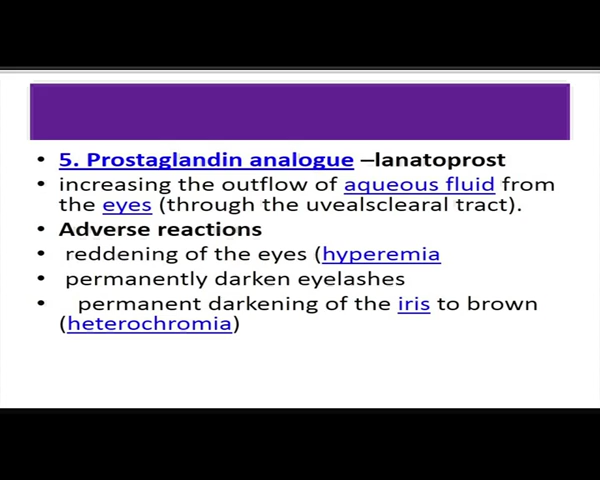 • 5. Prostaglandin analogue –lanatoprost
• increasing the outflow of aqueous fluid from
the eyes (through the uvealsclearal tract).
• Adverse reactions
• reddening of the eyes (hyperemia
• permanently darken eyelashes
• permanent darkening of the iris to brown
(heterochromia)